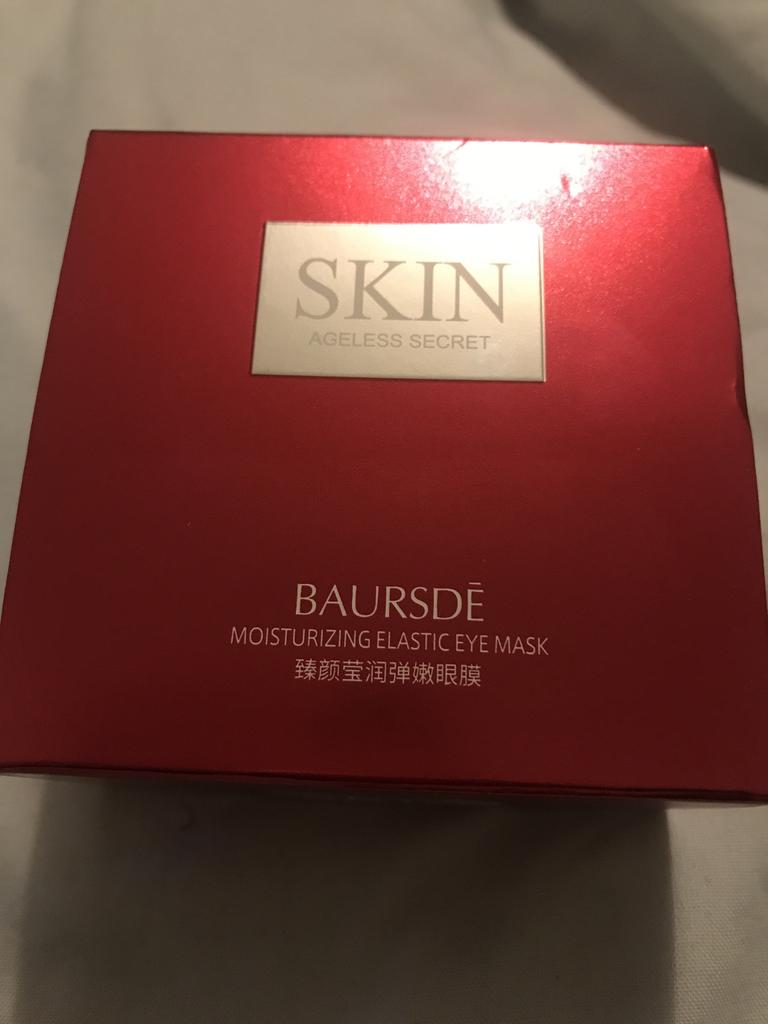 SKIN
AGELESS SECRET
BAURSDĒ
MOISTURIZING ELASTIC EYE MASK
臻颜莹润弹嫩眼膜